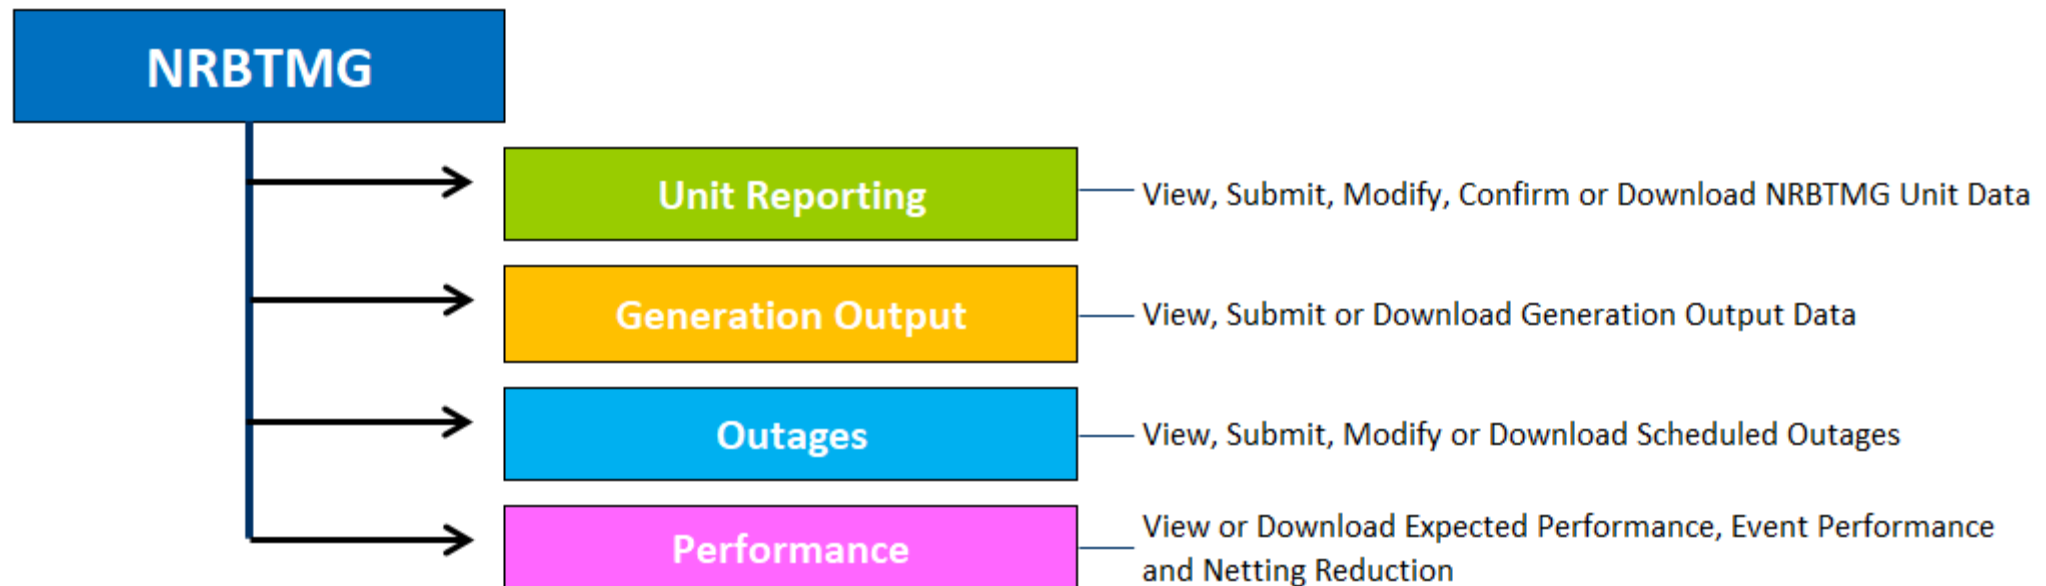 NRBTMG
Unit Reporting
View, Submit, Modify, Confirm or Download NRBTMG Unit Data
Generation Output
View, Submit or Download Generation Output Data
Outages
View, Submit, Modify or Download Scheduled Outages
Performance
View or Download Expected Performance, Event Performance
and Netting Reduction